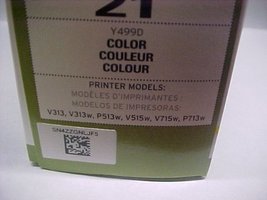 21
Y499D
COLOR
COULEUR
COLOUR
PRINTER MODELS:
MODÈLES D'IMPRIMANTES
MODELOS DE IMPRESORAS
V313, V313w, P513w, V515w, V715w, P713w